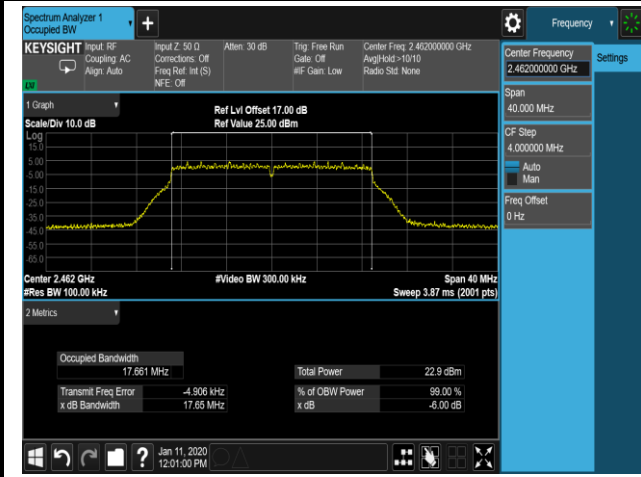 Spectrum Analyzer 1
Occupied BW
Frequency
KEYSIGHT
Input: RF
Coupling: AC
Align: Auto
Input Z: 50 Ω
Corrections: Off
Freq Ref: Int (S)
NFE: Off
Atten: 30 dB
Trig: Free Run
Gate: Off
#IF Gain: Low
Center Freq: 2.462000000 GHz
Avg|Hold:>10/10
Radio Std: None
1 Graph
Scale/Div 10.0 dB
Ref Lvl Offset 17.00 dB
Ref Value 25.00 dBm
Log
15.0
5.00
-5.00
-15.0
-25.0
-35.0
-45.0
-55.0
-65.0
Center 2.462 GHz
#Res BW 100.00 kHz
#Video BW 300.00 kHz
Span 40 MHz
Sweep 3.87 ms (2001 pts)
2 Metrics
Occupied Bandwidth
17.661 MHz
Transmit Freq Error -4.906 kHz
x dB Bandwidth 17.65 MHz
Total Power 22.9 dBm
% of OBW Power 99.00 %
x dB -6.00 dB
Center Frequency
2.462000000 GHz
Settings
Span
40.000 MHz
CF Step
4.000000 MHz
Auto
Man
Freq Offset
0 Hz
?
Jan 11, 2020
12:01:00 PM